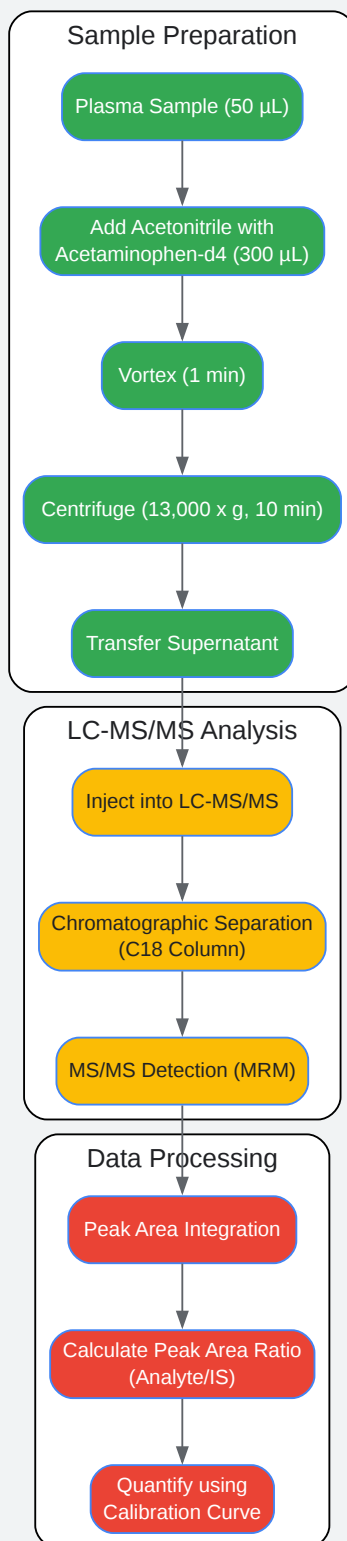 Sample Preparation
Plasma Sample (50 µL)
Add Acetonitrile with
Acetaminophen-d4 (300 µL)
Vortex (1 min)
Centrifuge (13,000 x g, 10 min)
Transfer Supernatant
LC-MS/MS Analysis
Inject into LC-MS/MS
Chromatographic Separation
(C18 Column)
MS/MS Detection (MRM)
Data Processing
Peak Area Integration
Calculate Peak Area Ratio
(Analyte/IS)
Quantify using
Calibration Curve